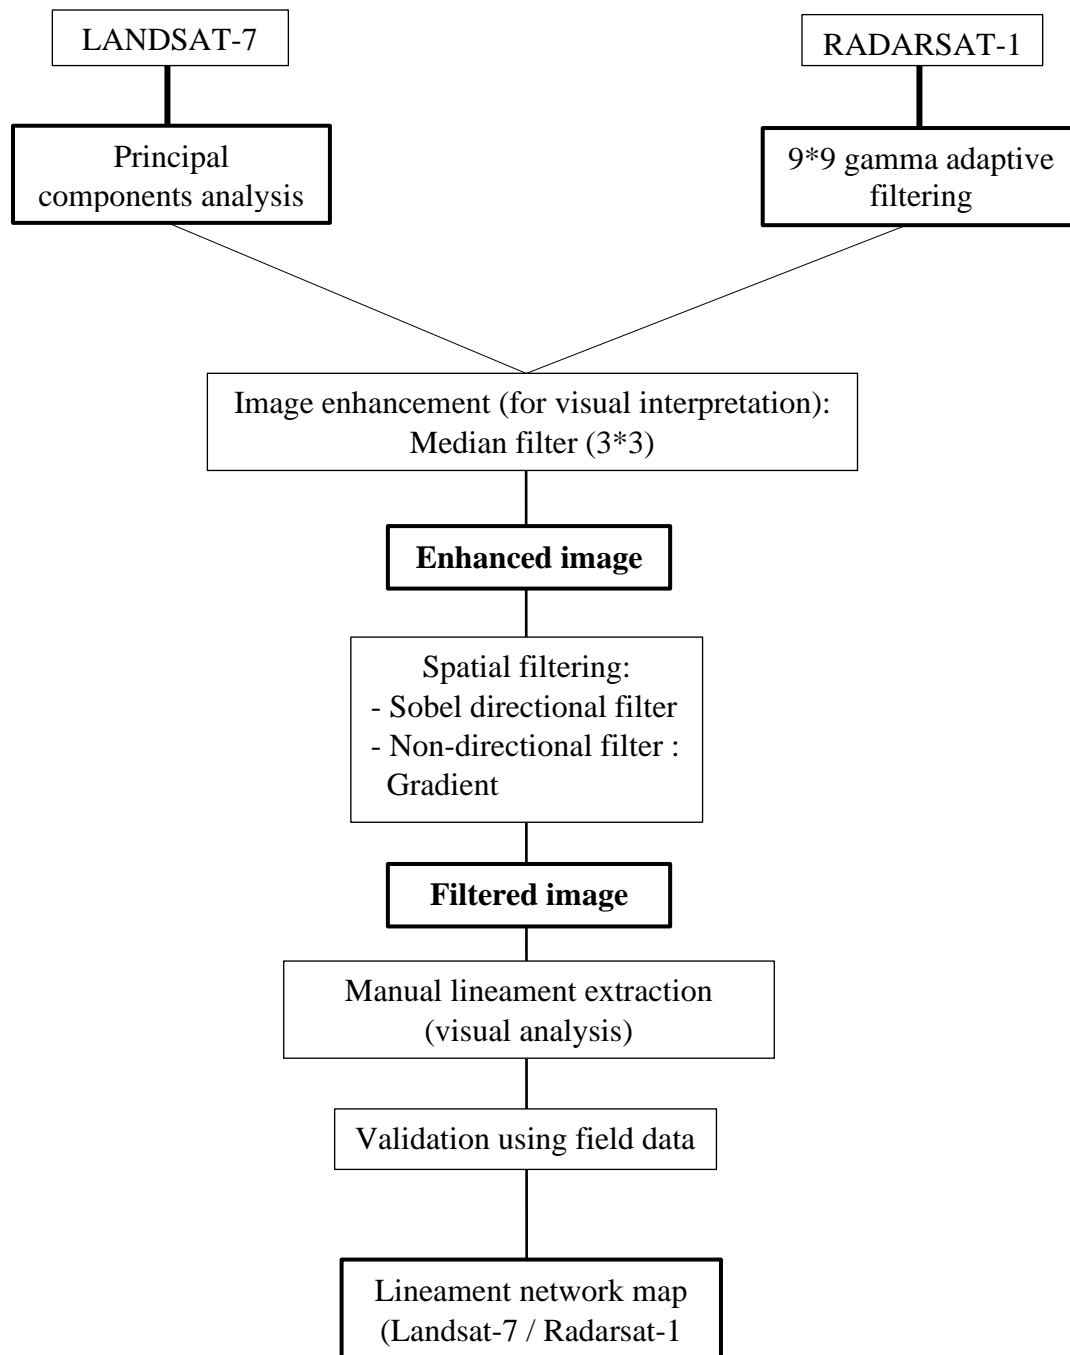 LANDSAT-7
RADARSAT-1
Principal
components analysis
9*9 gamma adaptive
filtering
Image enhancement (for visual interpretation):
Median filter (3*3)
Enhanced image
Spatial filtering:
- Sobel directional filter
- Non-directional filter :
Gradient
Filtered image
Manual lineament extraction
(visual analysis)
Validation using field data
Lineament network map
(Landsat-7 / Radarsat-1